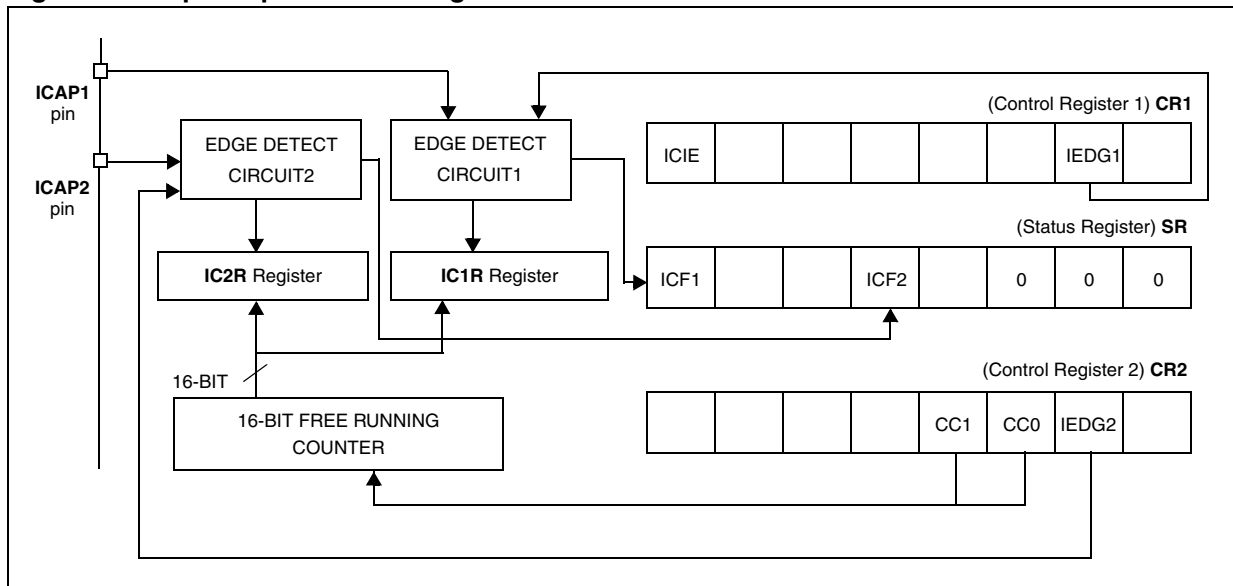 ICAP1
pin
ICAP2
pin
EDGE DETECT
CIRCUIT2
EDGE DETECT
CIRCUIT1
IC2R Register
IC1R Register
16-BIT
16-BIT FREE RUNNING
COUNTER
(Control Register 1) CR1
ICIE IEDG1
(Status Register) SR
ICF1 ICF2 0 0 0
(Control Register 2) CR2
CC1 CC0 IEDG2